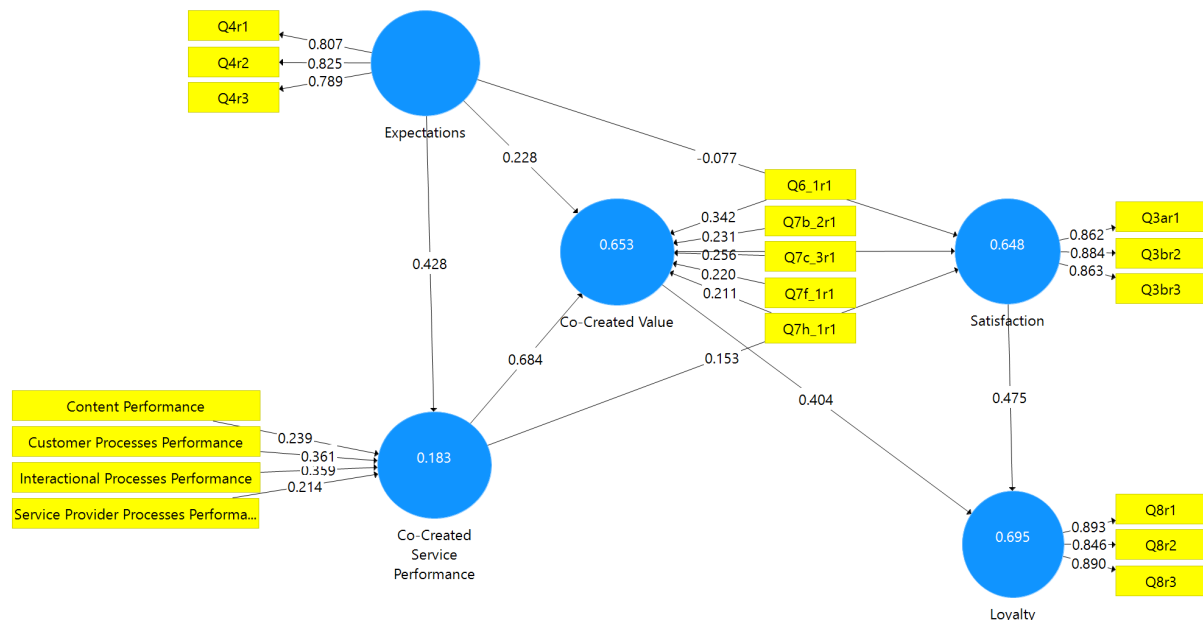 Q4r1
Q4r2
Q4r3
0.807
0.825
0.789
Expectations
0.228
-0.077
0.428
Q6_1r1
Q7b_2r1
Q7c_3r1
Q7f_1r1
Q7h_1r1
0.342
0.231
0.256
0.220
0.211
0.653
Co-Created Value
0.648
Satisfaction
0.862
0.884
0.863
Q3ar1
Q3br2
Q3br3
0.684
0.153
0.404
0.475
Content Performance
Customer Processes Performance
Interactional Processes Performance
Service Provider Processes Performa...
0.239
0.361
0.359
0.214
0.183
Co-Created
Service
Performance
0.695
Loyalty
0.893
0.846
0.890
Q8r1
Q8r2
Q8r3